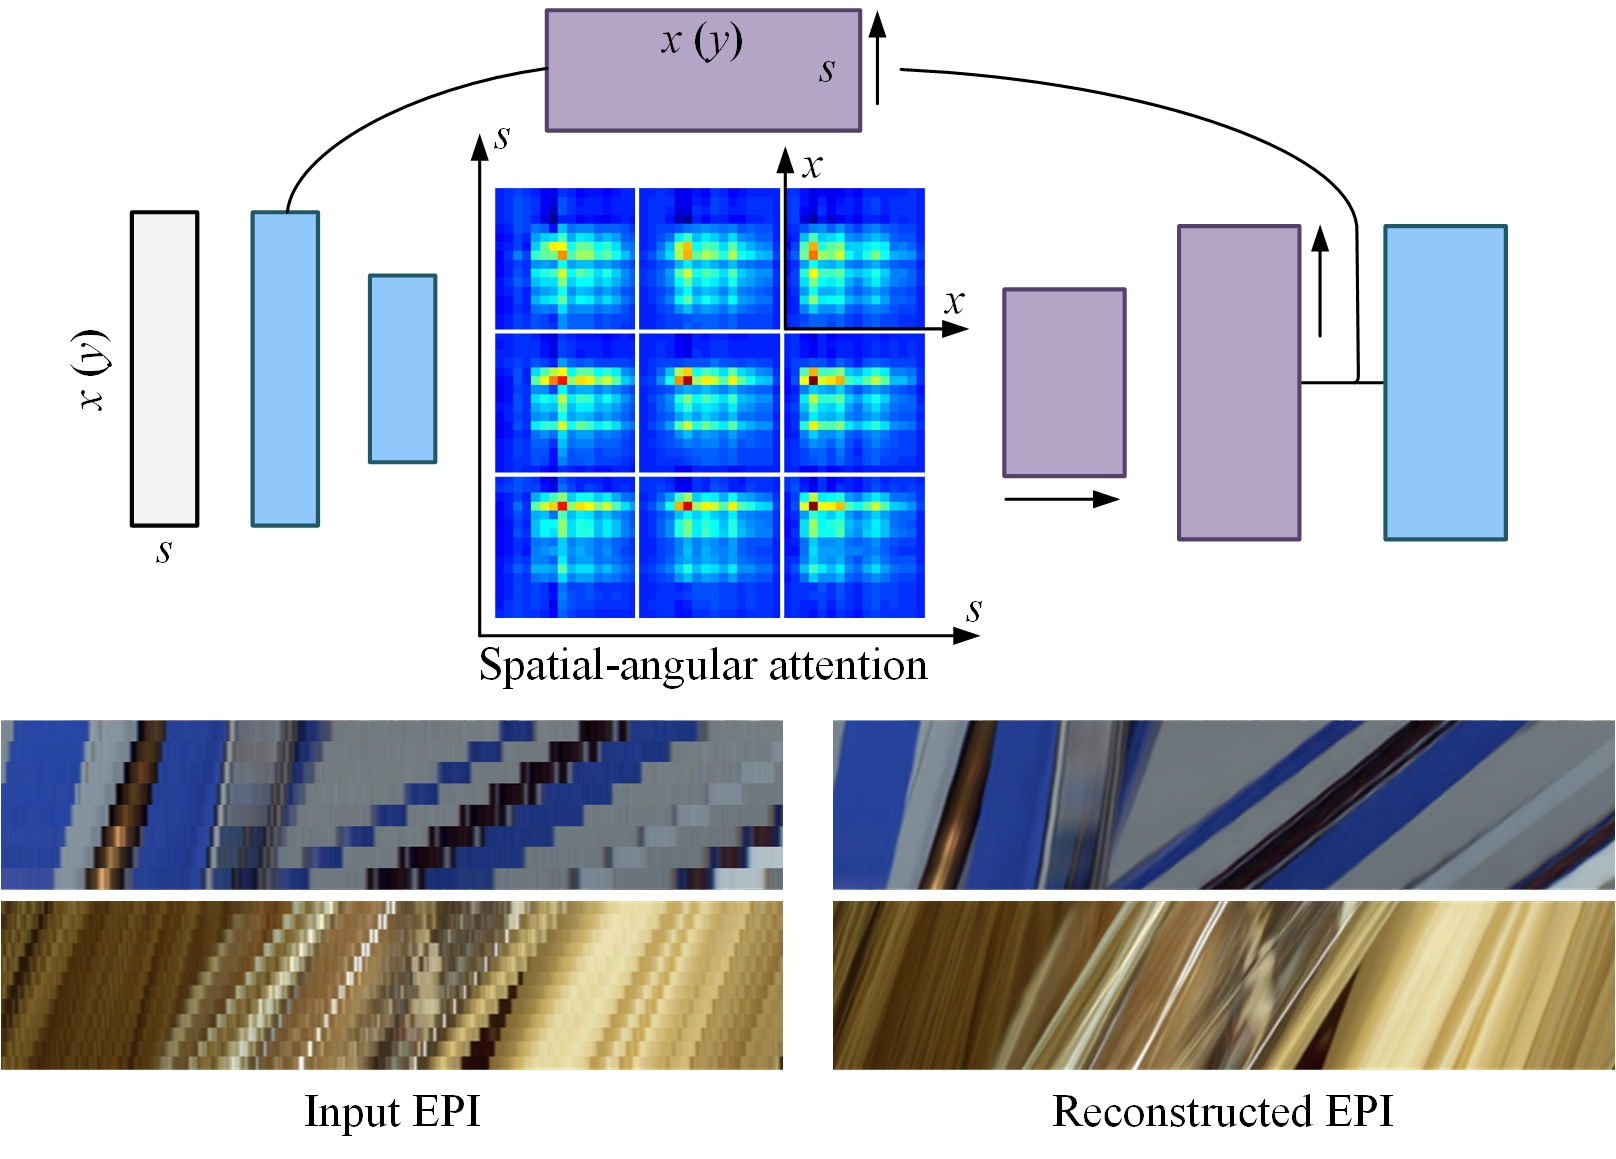 x (y)
s
s
x
x
x (y)
s
s
Spatial-angular attention
Input EPI
Reconstructed EPI